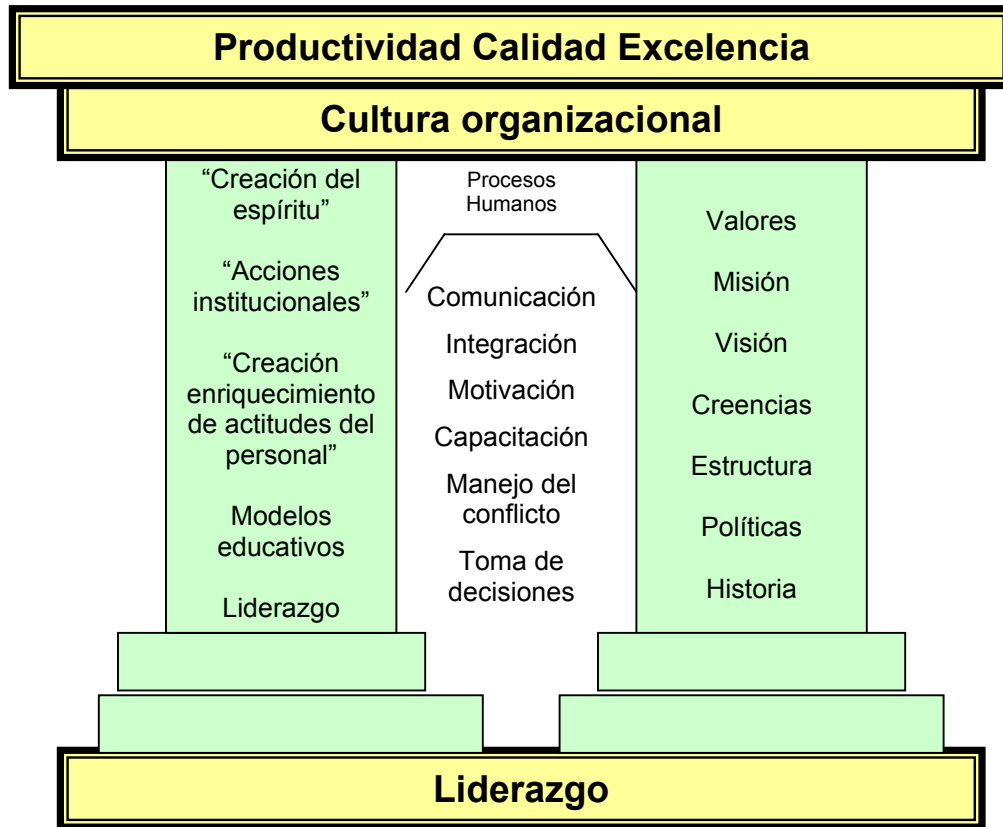 Productividad Calidad Excelencia
Cultura organizacional
“Creación del
espíritu”
“Acciones
institucionales”
“Creación
enriquecimiento
de actitudes del
personal”
Modelos
educativos
Liderazgo
Procesos
Humanos
Comunicación
Integración
Motivación
Capacitación
Manejo del
conflicto
Toma de
decisiones
Valores
Misión
Visión
Creencias
Estructura
Políticas
Historia
Liderazgo